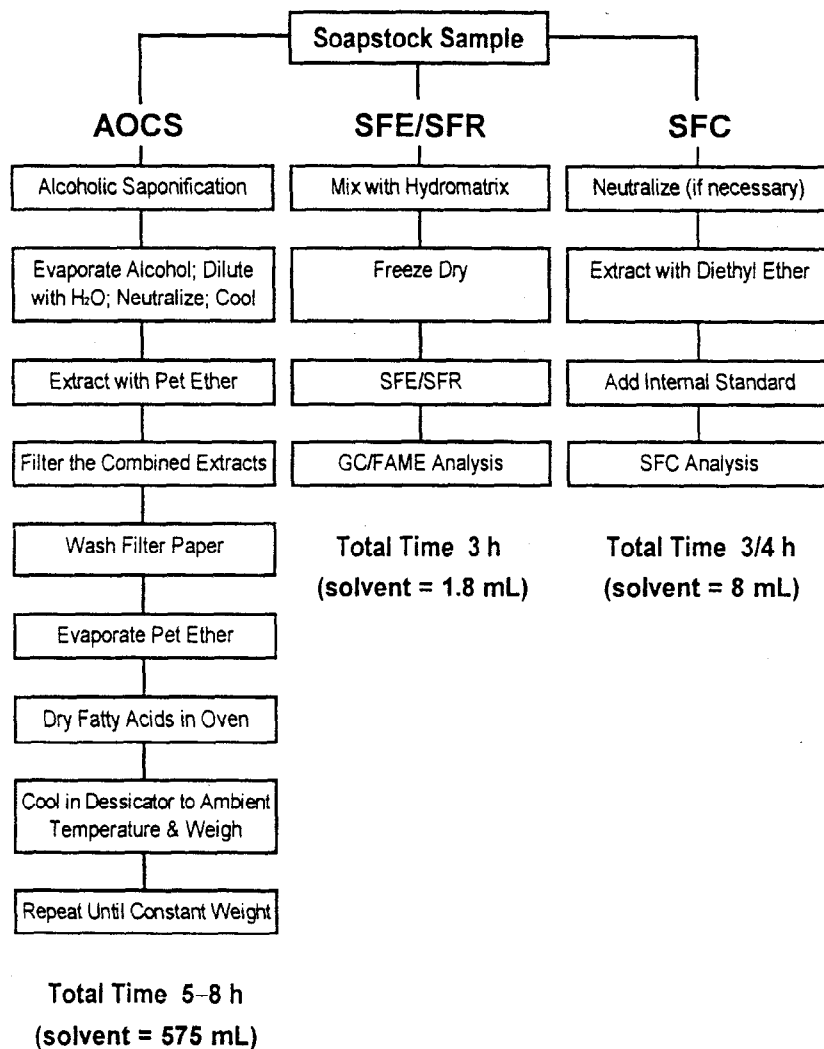 Soapstock Sample
AOCS
Alcoholic Saponification
Evaporate Alcohol; Dilute
with H₂O; Neutralize; Cool
Extract with Pet Ether
Filter the Combined Extracts
Wash Filter Paper
Evaporate Pet Ether
Dry Fatty Acids in Oven
Cool in Dessicator to Ambient
Temperature & Weigh
Repeat Until Constant Weight
Total Time 5–8 h
(solvent = 575 mL)
SFE/SFR
Mix with Hydromatrix
Freeze Dry
SFE/SFR
GC/FAME Analysis
Total Time 3 h
(solvent = 1.8 mL)
SFC
Neutralize (if necessary)
Extract with Diethyl Ether
Add Internal Standard
SFC Analysis
Total Time 3/4 h
(solvent = 8 mL)